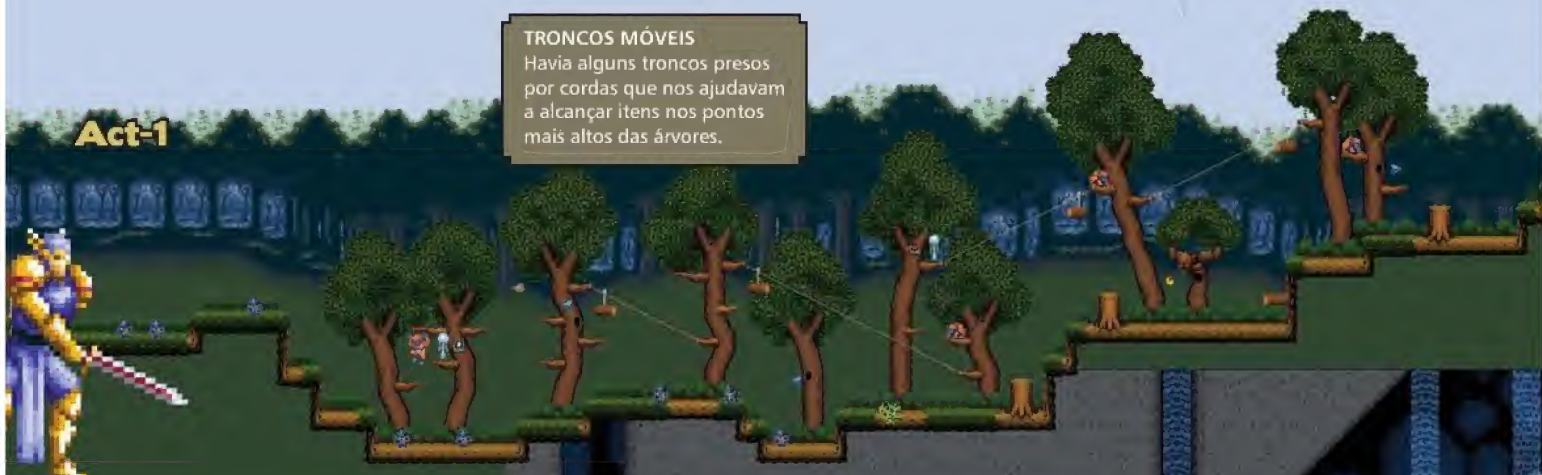 TRONCOS MÓVEIS
Havia alguns troncos presos
por cordas que nos ajudavam
a alcançar itens nos pontos
mais altos das árvores.
Act-1